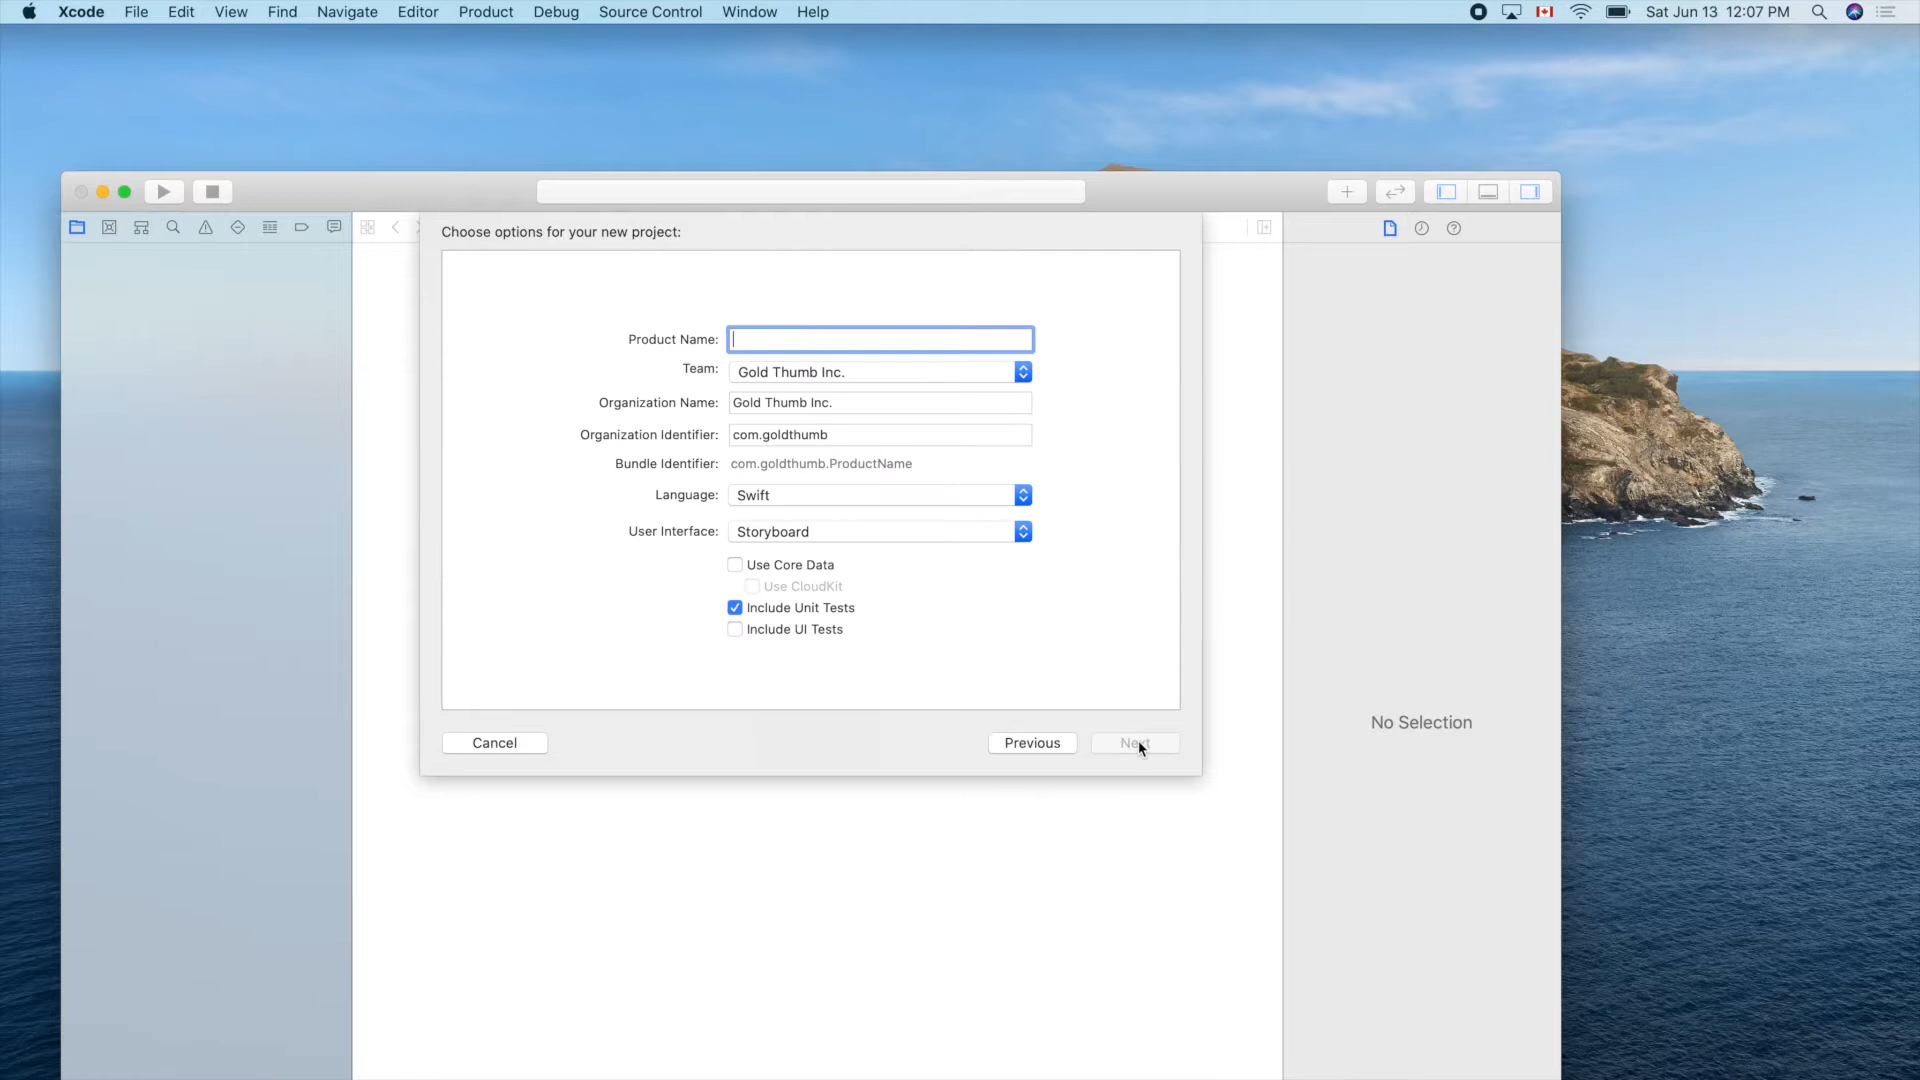 Xcode File Edit View Find Navigate Editor Product Debug Source Control Window Help Sat Jun 13 12:07 PM
Choose options for your new project:
Product Name:
Team: Gold Thumb Inc.
Organization Name: Gold Thumb Inc.
Organization Identifier: com.goldthumb
Bundle Identifier: com.goldthumb.ProductName
Language: Swift
User Interface: Storyboard
Use Core Data
Use CloudKit
Include Unit Tests
Include UI Tests
No Selection
Cancel Previous Next